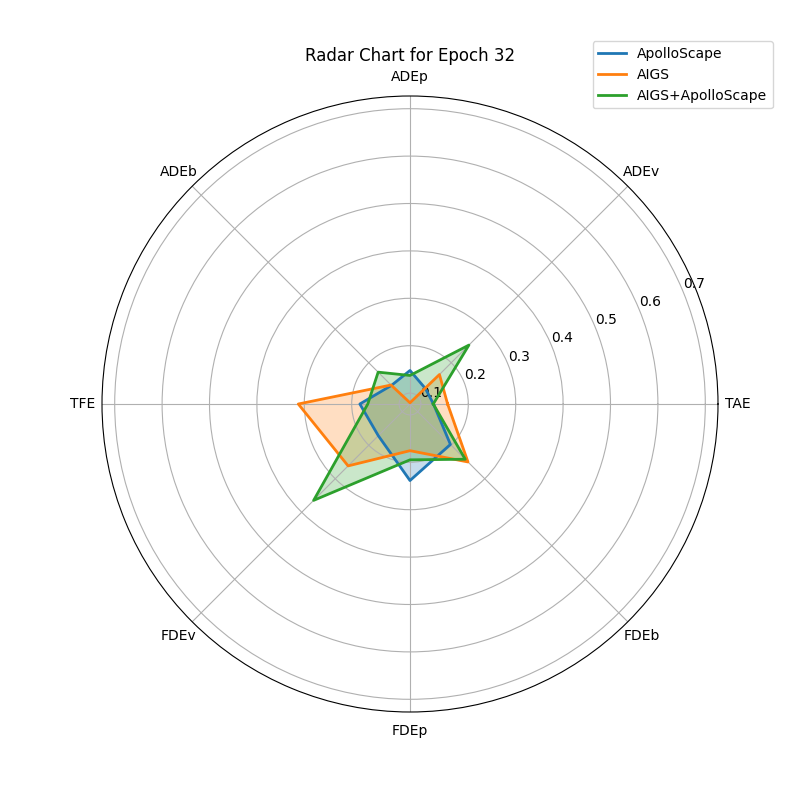 Radar Chart for Epoch 32
ApolloScape
AIGS
AIGS+ApolloScape
ADEp
ADEb
ADEv
0.7
0.6
0.5
0.4
0.3
0.2
0.1
TFE
TAE
FDEv
FDEb
FDEp